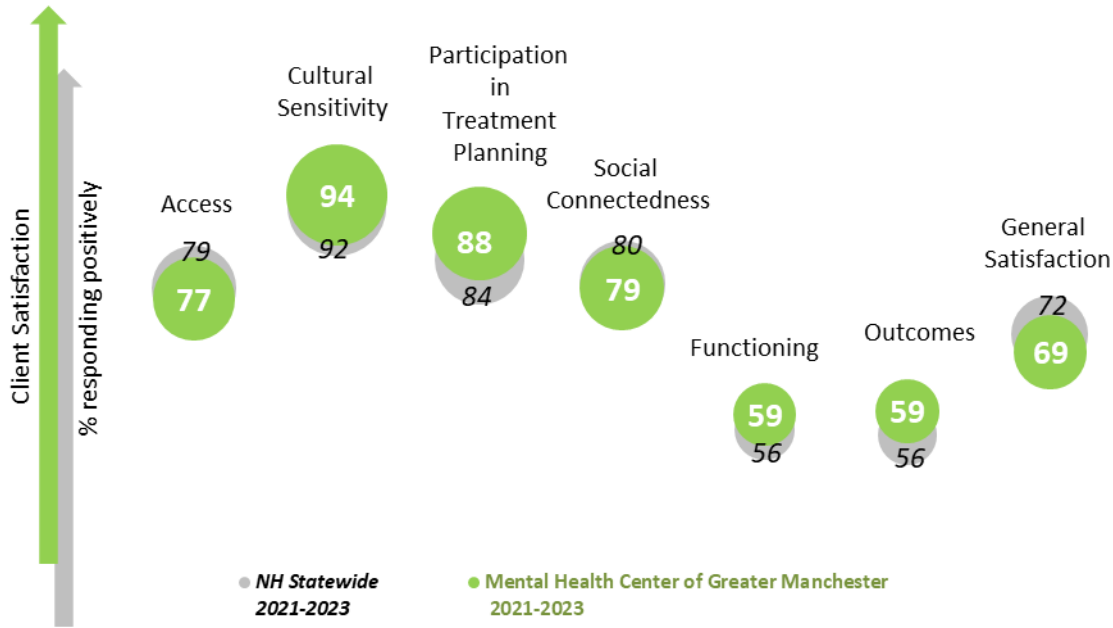 Client Satisfaction
% responding positively
Access
79
77
Cultural
Sensitivity
94
92
Participation
in
Treatment
Planning
88
84
Social
Connectedness
80
79
Functioning
59
56
Outcomes
59
56
General
Satisfaction
72
69
NH Statewide
2021-2023
Mental Health Center of Greater Manchester
2021-2023